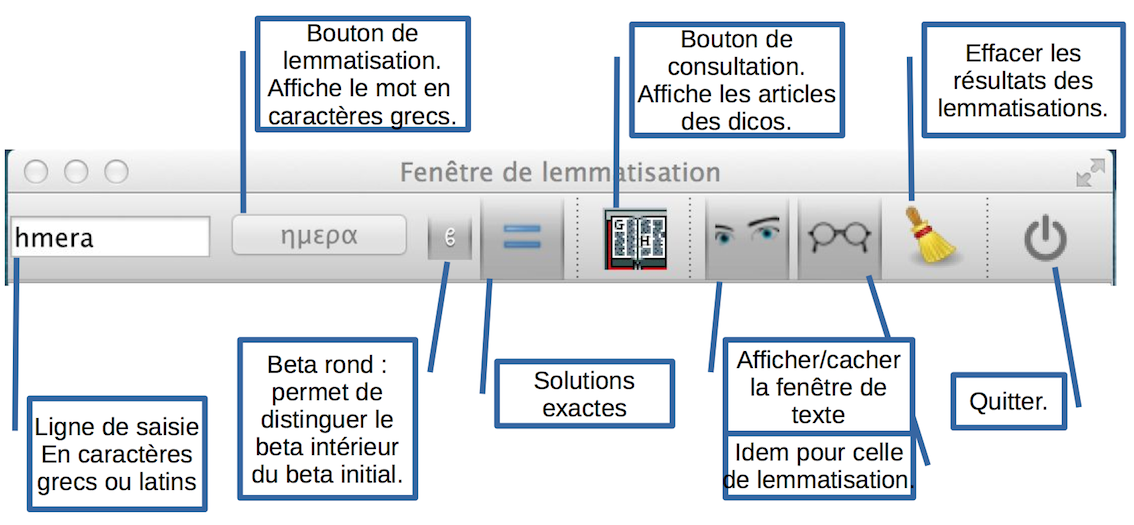 Bouton de
lemmatisation.
Affiche le mot en
caractères grecs.
Bouton de
consultation.
Affiche les articles
des dicos.
Effacer les
résultats des
lemmatisations.
Fenêtre de lemmatisation
hmera
ημερα
ϐ
G
H
Beta rond :
permet de
distinguer le
beta intérieur
du beta initial.
Solutions
exactes
Afficher/cacher
la fenêtre de
texte
Idem pour celle
de lemmatisation.
Quitter.
Ligne de saisie
En caractères
grecs ou latins